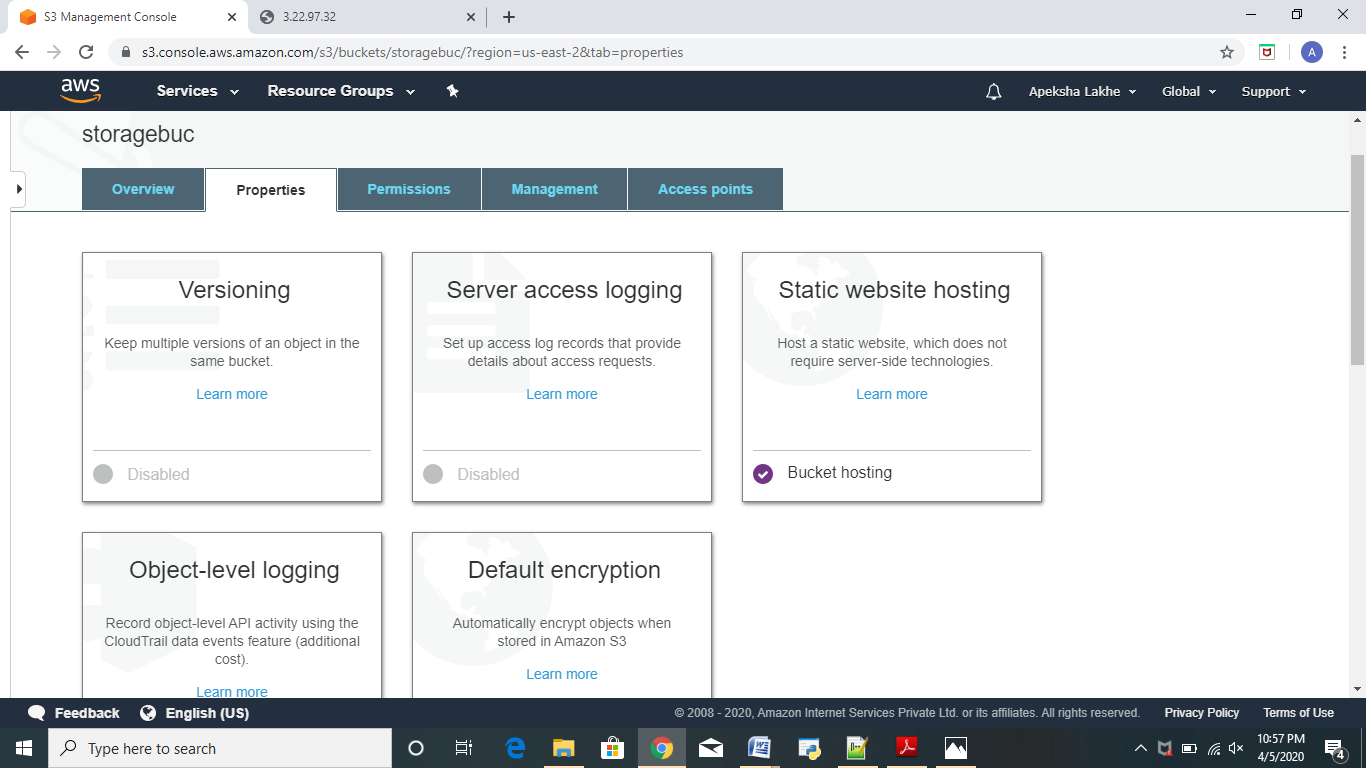 S3 Management Console
3.22.97.32
s3.console.aws.amazon.com/s3/buckets/storagebuc/?region=us-east-2&tab=properties
A
aws
Services
Resource Groups
Apeksha Lakhe
Global
Support
storagebuc
Overview
Properties
Permissions
Management
Access points
Versioning
Keep multiple versions of an object in the
same bucket.
Learn more
Disabled
Server access logging
Set up access log records that provide
details about access requests.
Learn more
Disabled
Static website hosting
Host a static website, which does not
require server-side technologies.
Learn more
Bucket hosting
Object-level logging
Record object-level API activity using the
CloudTrail data events feature (additional
cost).
Learn more
Default encryption
Automatically encrypt objects when
stored in Amazon S3
Learn more
Feedback
English (US)
© 2008 - 2020, Amazon Internet Services Private Ltd. or its affiliates. All rights reserved.
Privacy Policy
Terms of Use
Type here to search
10:57 PM
4/5/2020
4